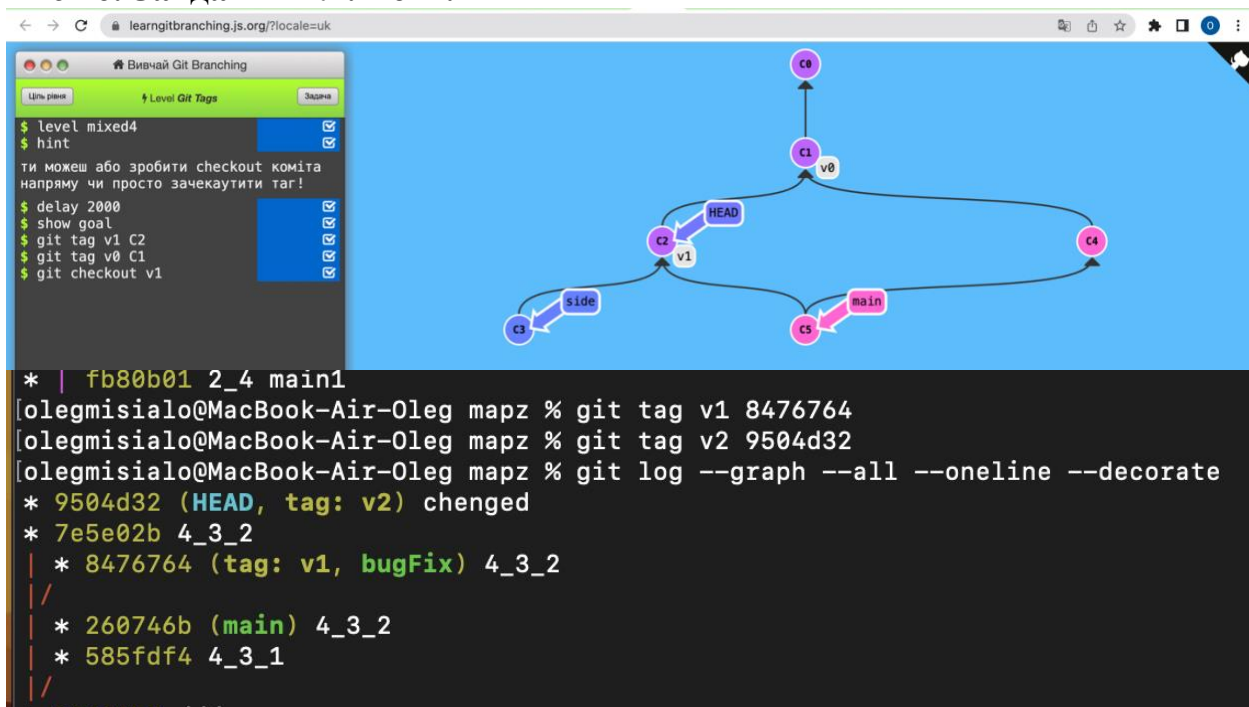 learngitbranching.js.org/?locale=uk
O
Вивчай Git Branching
Ціль рівня
Level Git Tags
Задача
$ level mixed4
$ hint
ти можеш або зробити checkout коміта
напряму чи просто зачекаутити таг!
$ delay 2000
$ show goal
$ git tag v1 C2
$ git tag v0 C1
$ git checkout v1
C0
C1
v0
HEAD
C2
v1
C4
side
C3
main
C5
* | fb80b01 2_4 main1
[olegmisialo@MacBook-Air-Oleg mapz % git tag v1 8476764
[olegmisialo@MacBook-Air-Oleg mapz % git tag v2 9504d32
[olegmisialo@MacBook-Air-Oleg mapz % git log --graph --all --oneline --decorate
* 9504d32 (HEAD, tag: v2) chenged
* 7e5e02b 4_3_2
| * 8476764 (tag: v1, bugFix) 4_3_2
|/
| * 260746b (main) 4_3_2
| * 585fdf4 4_3_1
|/